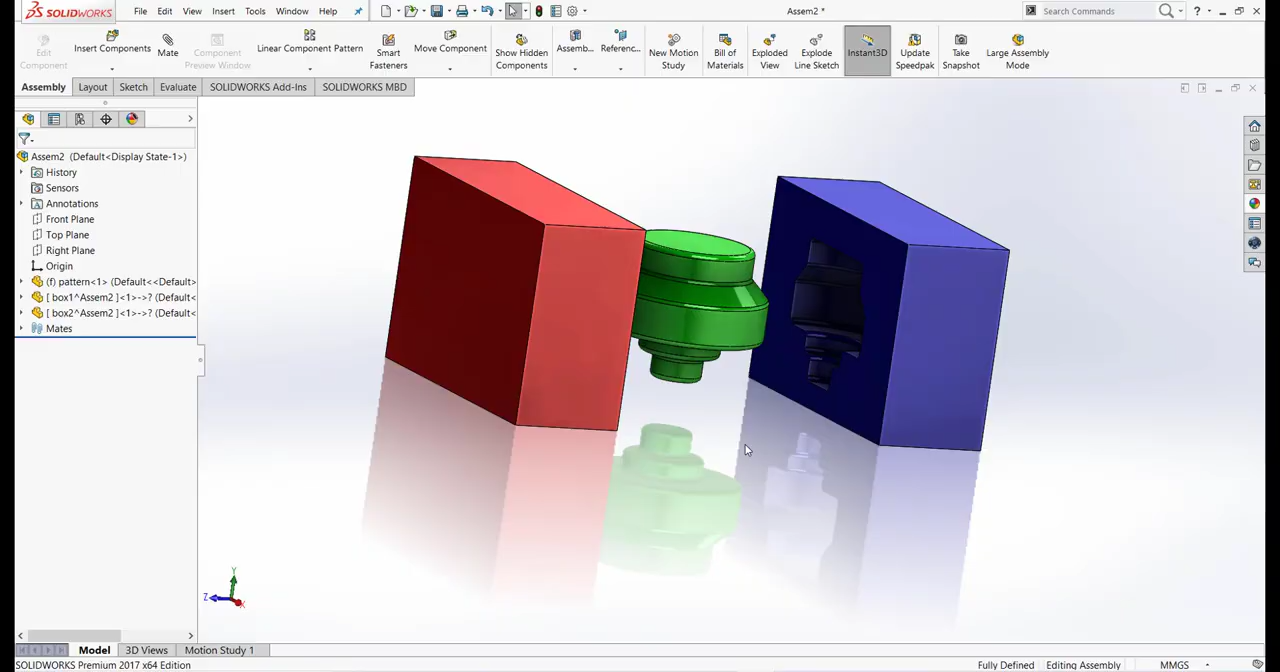 SOLIDWORKS File Edit View Insert Tools Window Help Assem2 * Search Commands ?
Edit Component
Insert Components
Mate
Component Preview Window
Linear Component Pattern
Smart Fasteners
Move Component
Show Hidden Components
Assemb...
Referenc...
New Motion Study
Bill of Materials
Exploded View
Explode Line Sketch
Instant3D
Update Speedpak
Take Snapshot
Large Assembly Mode
Assembly Layout Sketch Evaluate SOLIDWORKS Add-Ins SOLIDWORKS MBD
Assem2 (Default<Display State-1>)
History
Sensors
Annotations
Front Plane
Top Plane
Right Plane
Origin
(f) pattern<1> (Default<<Default>
[ box1^Assem2 ]<1>->? (Default<
[ box2^Assem2 ]<1>->? (Default<
Mates
Y
Z
X
Model 3D Views Motion Study 1
SOLIDWORKS Premium 2017 x64 Edition Fully Defined Editing Assembly MMGS